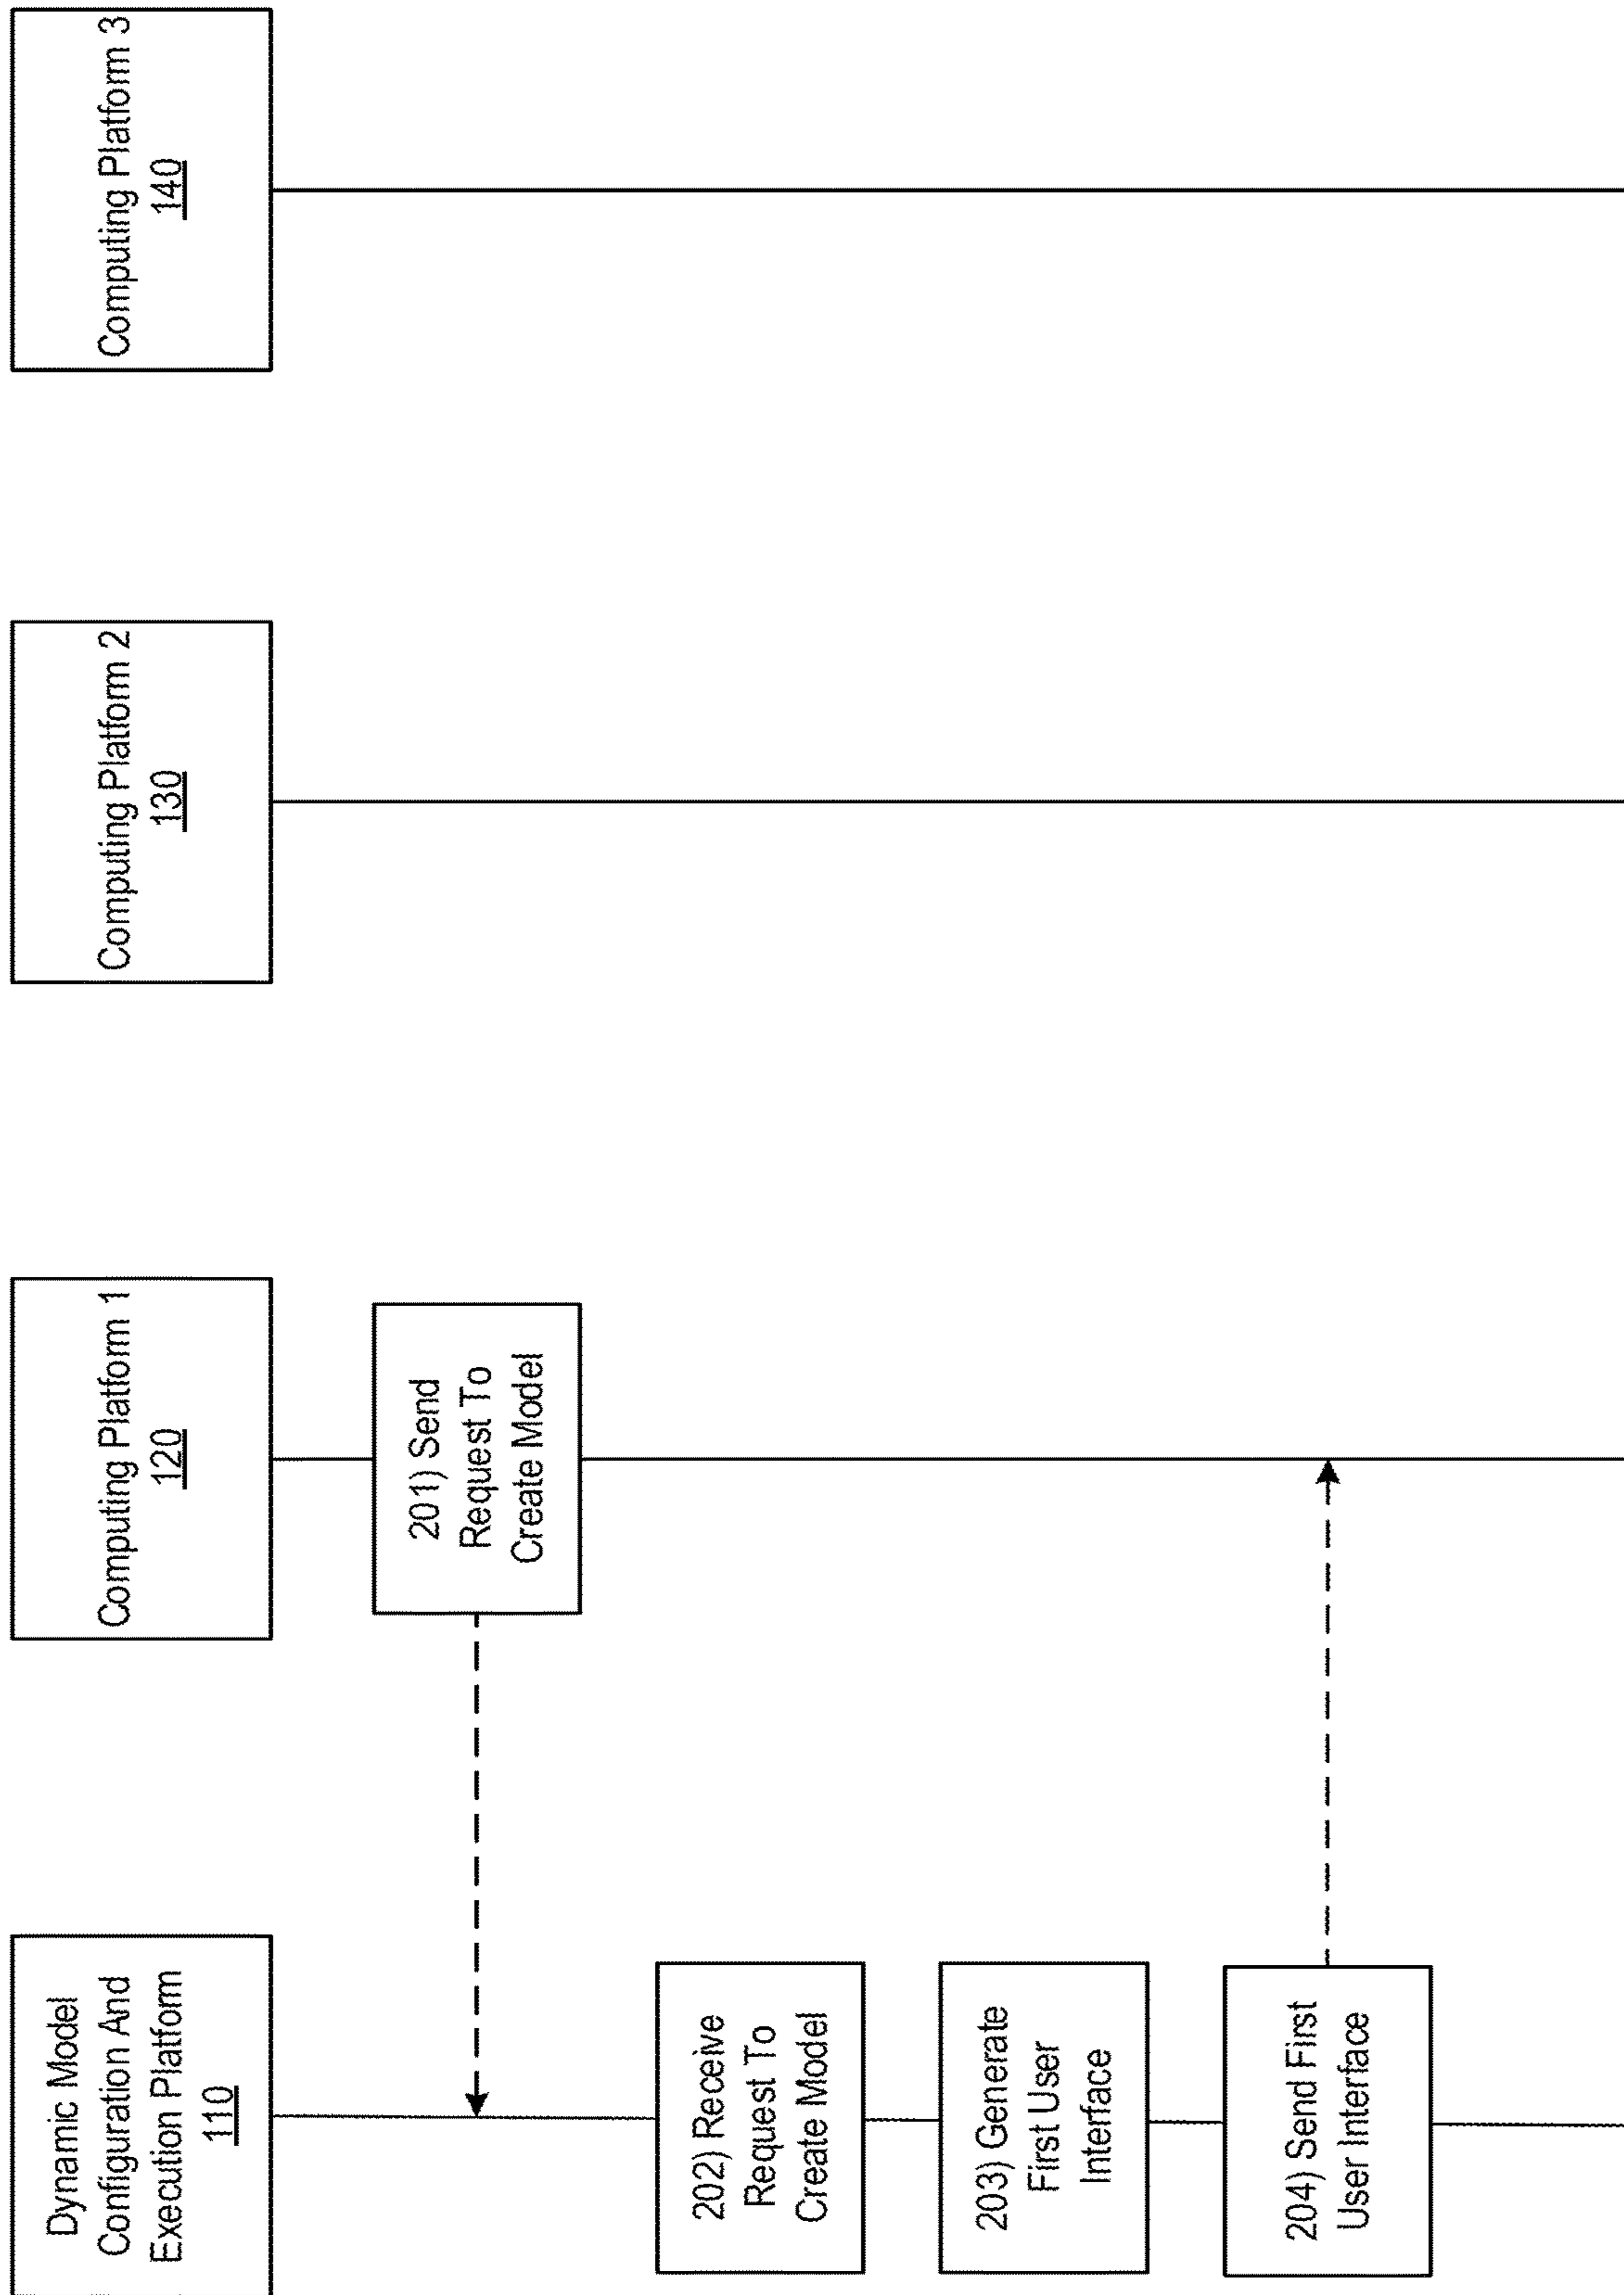 Dynamic Model
Configuration And
Execution Platform
110
Computing Platform 1
120
Computing Platform 2
130
Computing Platform 3
140
201) Send
Request To
Create Model
202) Receive
Request To
Create Model
203) Generate
First User
Interface
204) Send First
User Interface